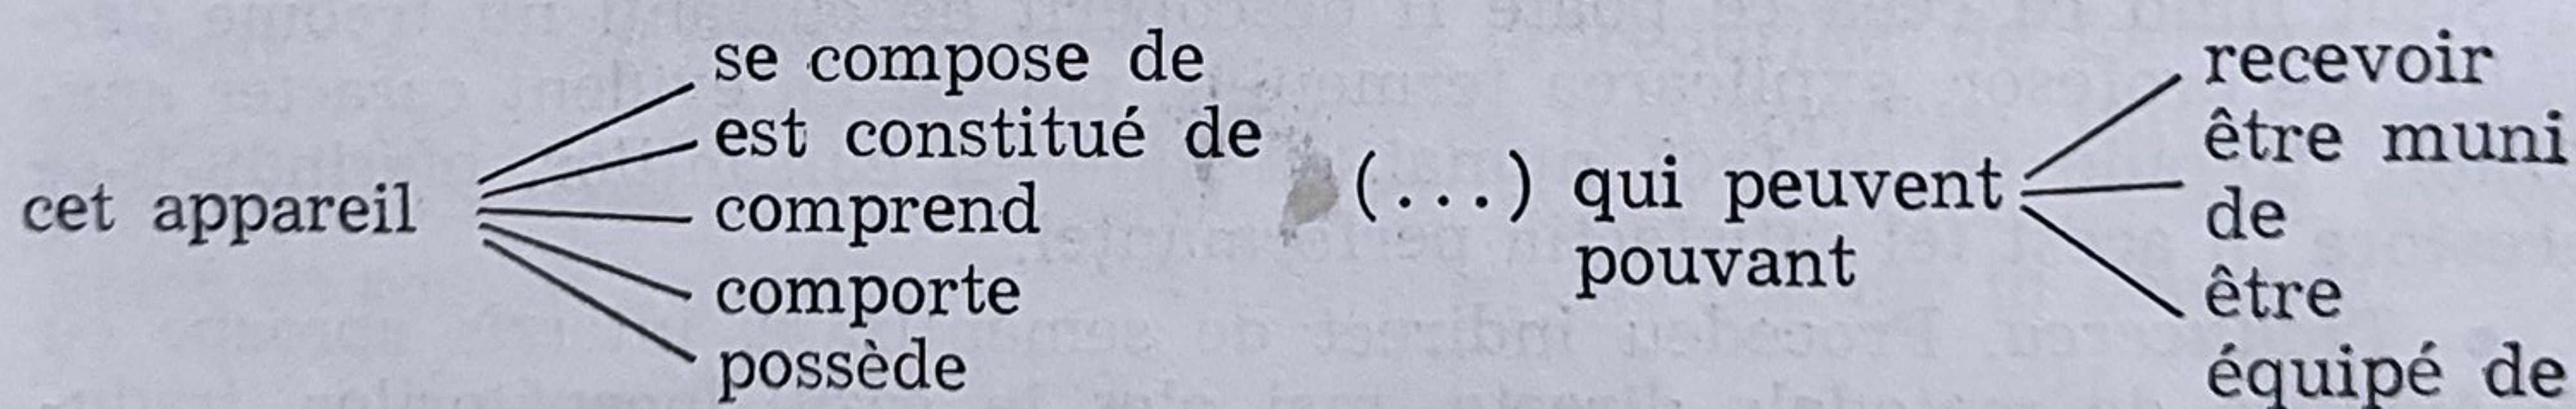 cet appareil
se compose de
est constitué de
comprend
comporte
possède
(...) qui peuvent
pouvant
recevoir
être muni
de
être
équipé de